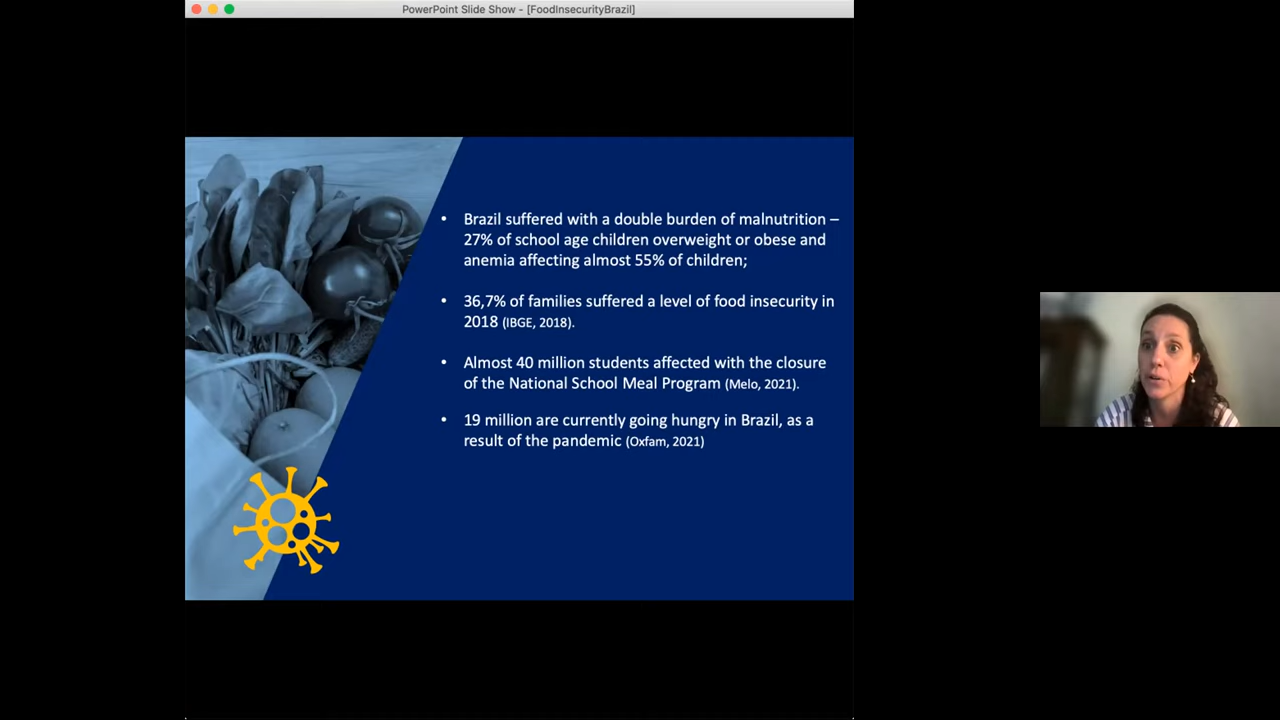 PowerPoint Slide Show - [FoodInsecurityBrazil]
• Brazil suffered with a double burden of malnutrition –
27% of school age children overweight or obese and
anemia affecting almost 55% of children;
• 36,7% of families suffered a level of food insecurity in
2018 (IBGE, 2018).
• Almost 40 million students affected with the closure
of the National School Meal Program (Melo, 2021).
• 19 million are currently going hungry in Brazil, as a
result of the pandemic (Oxfam, 2021)